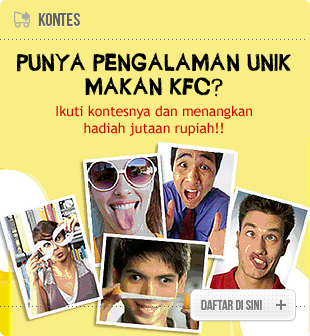 KONTES
PUNYA PENGALAMAN UNIK
MAKAN KFC?
Ikuti kontesnya dan menangkan
hadiah jutaan rupiah!!
DAFTAR DI SINI +